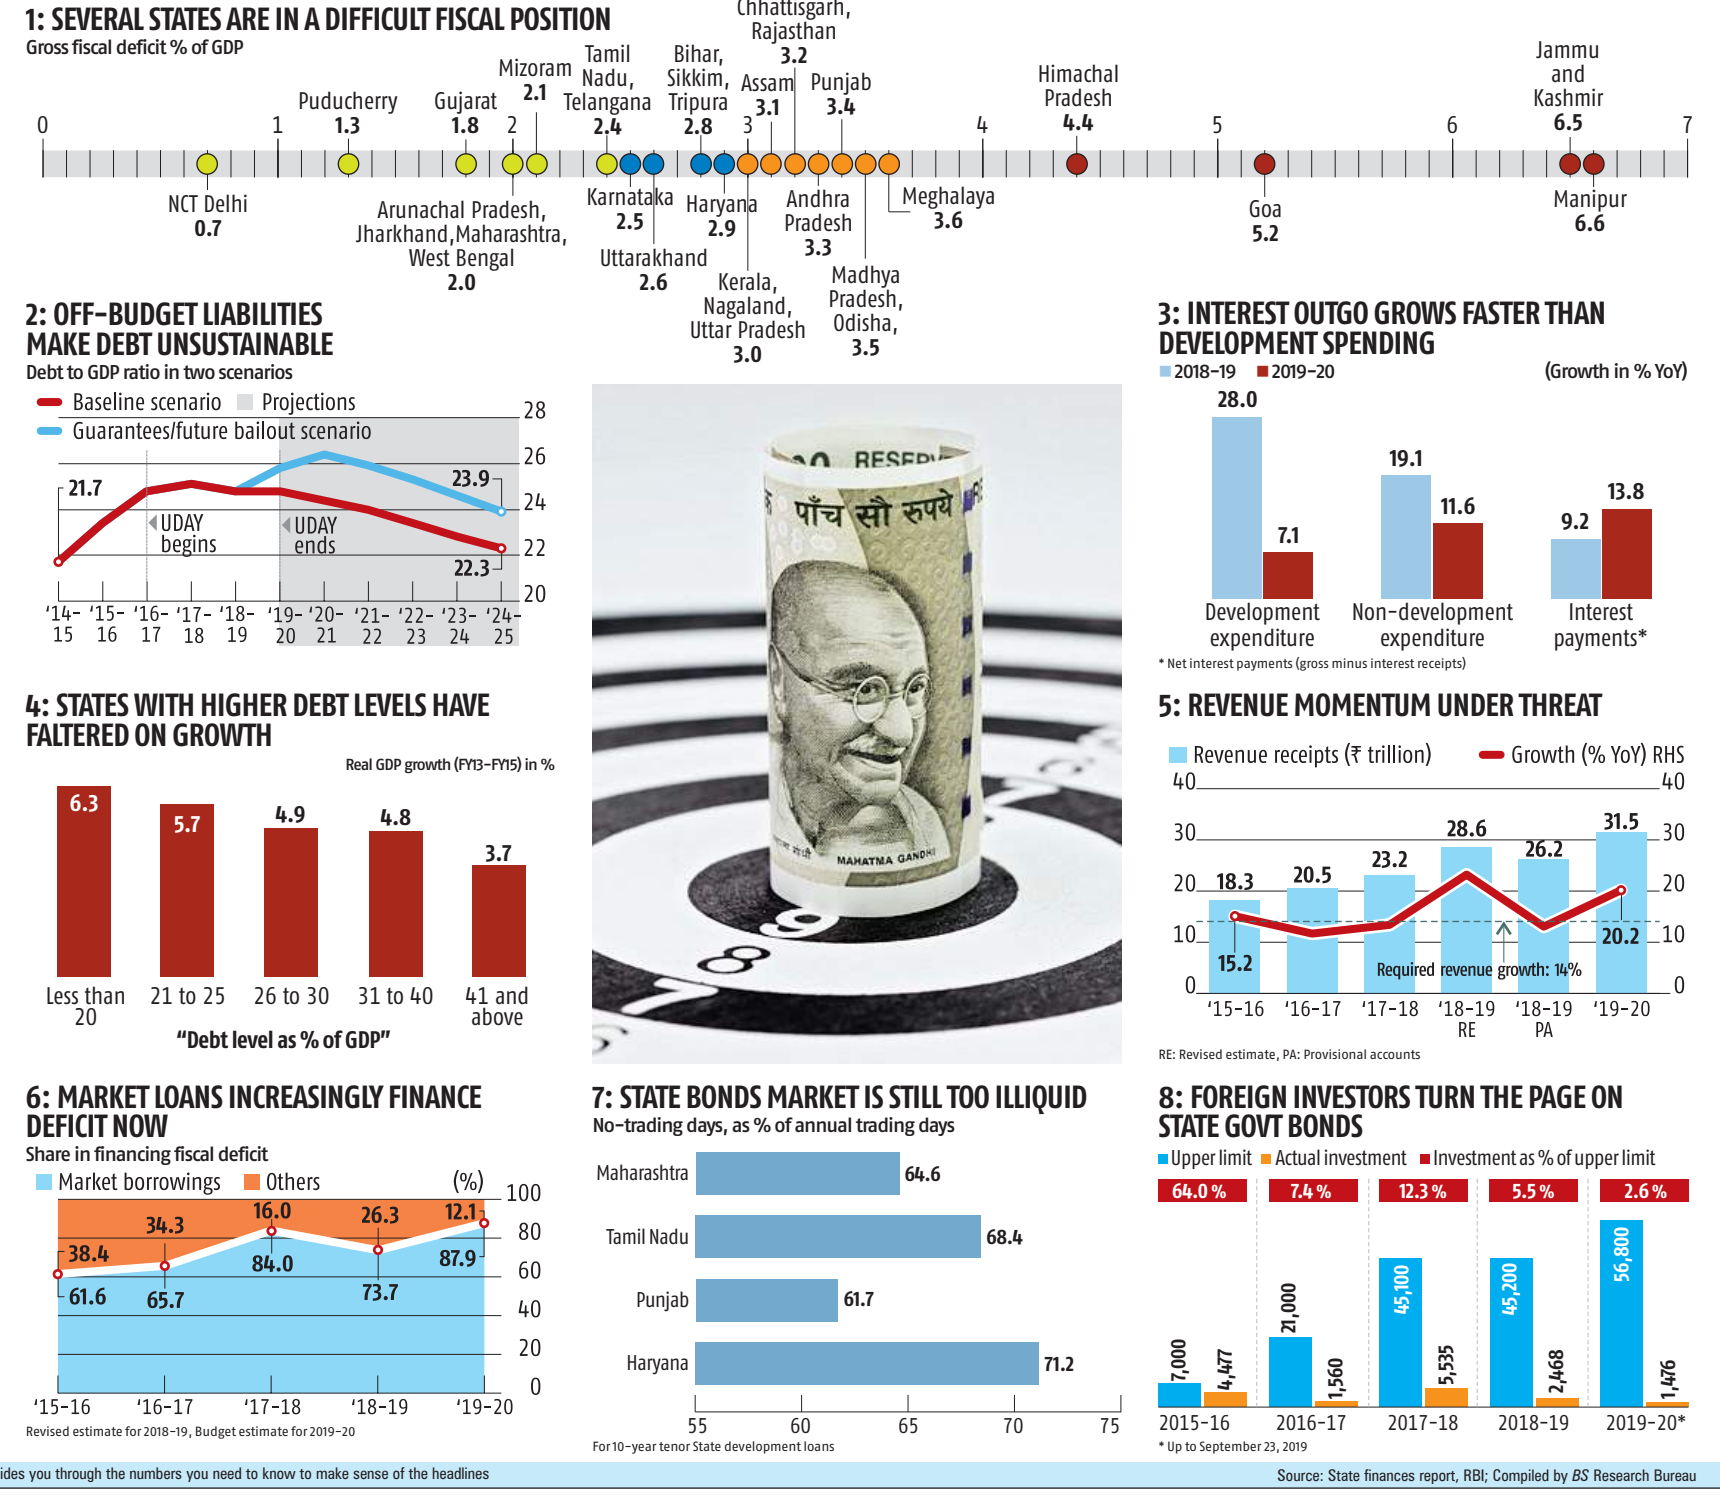 1: SEVERAL STATES ARE IN A DIFFICULT FISCAL POSITION
Gross fiscal deficit % of GDP
Chhattisgarh,
Rajasthan
3.2
Tamil
Nadu,
Telangana
2.4
Bihar,
Sikkim,
Tripura
2.8
Mizoram
2.1
Assam
3.1
Punjab
3.4
Himachal
Pradesh
4.4
Jammu
and
Kashmir
6.5
Puducherry
1.3
Gujarat
1.8
0 1 2 3 4 5 6 7
NCT Delhi
0.7
Arunachal Pradesh,
Jharkhand,Maharashtra,
West Bengal
2.0
Karnataka
2.5
Uttarakhand
2.6
Haryana
2.9
Kerala,
Nagaland,
Uttar Pradesh
3.0
Andhra
Pradesh
3.3
Madhya
Pradesh,
Odisha,
3.5
Meghalaya
3.6
Goa
5.2
Manipur
6.6
2: OFF-BUDGET LIABILITIES
MAKE DEBT UNSUSTAINABLE
Debt to GDP ratio in two scenarios
Baseline scenario Projections
Guarantees/future bailout scenario
28
26
24
22
20
21.7
23.9
22.3
UDAY
begins
UDAY
ends
‘14- ‘15- ‘16- ‘17- ‘18- ‘19- ‘20- ‘21- ‘22- ‘23- ‘24-
15 16 17 18 19 20 21 22 23 24 25
RESERV
पाँच सौ रुपये
MAHATMA GANDHI
9
8
7
3: INTEREST OUTGO GROWS FASTER THAN
DEVELOPMENT SPENDING
2018-19 2019-20 (Growth in % YoY)
28.0
7.1
19.1
11.6
9.2
13.8
Development
expenditure
Non-development
expenditure
Interest
payments*
* Net interest payments (gross minus interest receipts)
4: STATES WITH HIGHER DEBT LEVELS HAVE
FALTERED ON GROWTH
Real GDP growth (FY13-FY15) in %
6.3
5.7
4.9
4.8
3.7
Less than
20
21 to 25
26 to 30
31 to 40
41 and
above
“Debt level as % of GDP”
5: REVENUE MOMENTUM UNDER THREAT
Revenue receipts (₹ trillion) Growth (% YoY) RHS
40 40
30 30
20 20
10 10
0 0
18.3
20.5
23.2
28.6
26.2
31.5
15.2
20.2
Required revenue growth: 14%
‘15-16 ‘16-17 ‘17-18 ‘18-19 ‘18-19 ‘19-20
RE PA
RE: Revised estimate, PA: Provisional accounts
6: MARKET LOANS INCREASINGLY FINANCE
DEFICIT NOW
Share in financing fiscal deficit
Market borrowings Others (%)
100
80
60
40
20
0
38.4
34.3
16.0
26.3
12.1
61.6
65.7
84.0
73.7
87.9
‘15-16 ‘16-17 ‘17-18 ‘18-19 ‘19-20
Revised estimate for 2018-19, Budget estimate for 2019-20
7: STATE BONDS MARKET IS STILL TOO ILLIQUID
No-trading days, as % of annual trading days
Maharashtra 64.6
Tamil Nadu 68.4
Punjab 61.7
Haryana 71.2
55 60 65 70 75
For 10-year tenor State development loans
8: FOREIGN INVESTORS TURN THE PAGE ON
STATE GOVT BONDS
Upper limit Actual investment Investment as % of upper limit
64.0 % 7.4 % 12.3 % 5.5 % 2.6 %
7,000
4,477
21,000
1,560
45,100
5,535
45,200
2,468
56,800
1,476
2015-16 2016-17 2017-18 2018-19 2019-20*
* Up to September 23, 2019
ides you through the numbers you need to know to make sense of the headlines
Source: State finances report, RBI; Compiled by BS Research Bureau